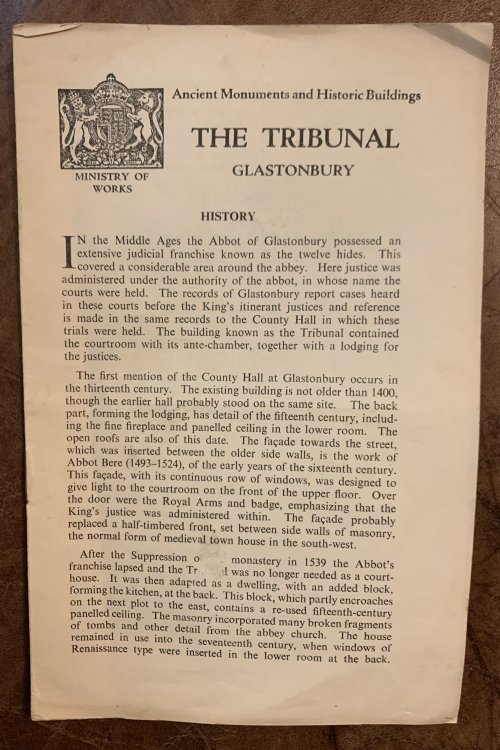 Ancient Monuments and Historic Buildings
THE TRIBUNAL
GLASTONBURY
MINISTRY OF
WORKS
HISTORY
IN the Middle Ages the Abbot of Glastonbury possessed an
extensive judicial franchise known as the twelve hides. This
covered a considerable area around the abbey. Here justice was
administered under the authority of the abbot, in whose name the
courts were held. The records of Glastonbury report cases heard
in these courts before the King's itinerant justices and reference
is made in the same records to the County Hall in which these
trials were held. The building known as the Tribunal contained
the courtroom with its ante-chamber, together with a lodging for
the justices.
The first mention of the County Hall at Glastonbury occurs in
the thirteenth century. The existing building is not older than 1400,
though the earlier hall probably stood on the same site. The back
part, forming the lodging, has detail of the fifteenth century, includ-
ing the fine fireplace and panelled ceiling in the lower room. The
open roofs are also of this date. The façade towards the street,
which was inserted between the older side walls, is the work of
Abbot Bere (1493–1524), of the early years of the sixteenth century.
This façade, with its continuous row of windows, was designed to
give light to the courtroom on the front of the upper floor. Over
the door were the Royal Arms and badge, emphasizing that the
King's justice was administered within. The façade probably
replaced a half-timbered front, set between side walls of masonry,
the normal form of medieval town house in the south-west.
After the Suppression o monastery in 1539 the Abbot's
franchise lapsed and the Tr l was no longer needed as a court-
house. It was then adapted as a dwelling, with an added block,
forming the kitchen, at the back. This block, which partly encroaches
on the next plot to the east, contains a re-used fifteenth-century
panelled ceiling. The masonry incorporated many broken fragments
of tombs and other detail from the abbey church. The house
remained in use into the seventeenth century, when windows of
Renaissance type were inserted in the lower room at the back.